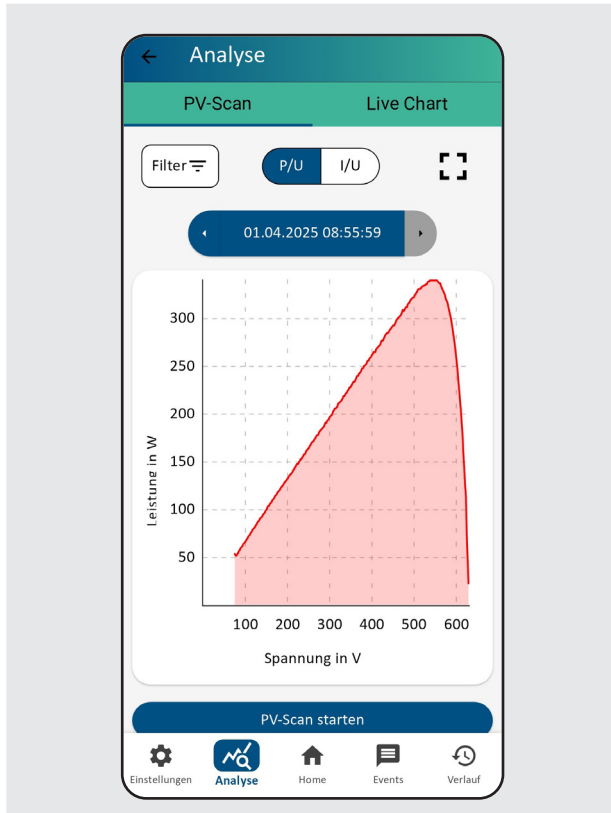 Analyse
PV-Scan Live Chart
Filter P/U I/U
01.04.2025 08:55:59
300
250
200
150
100
50
Leistung in W
100 200 300 400 500 600
Spannung in V
PV-Scan starten
Einstellungen Analyse Home Events Verlauf